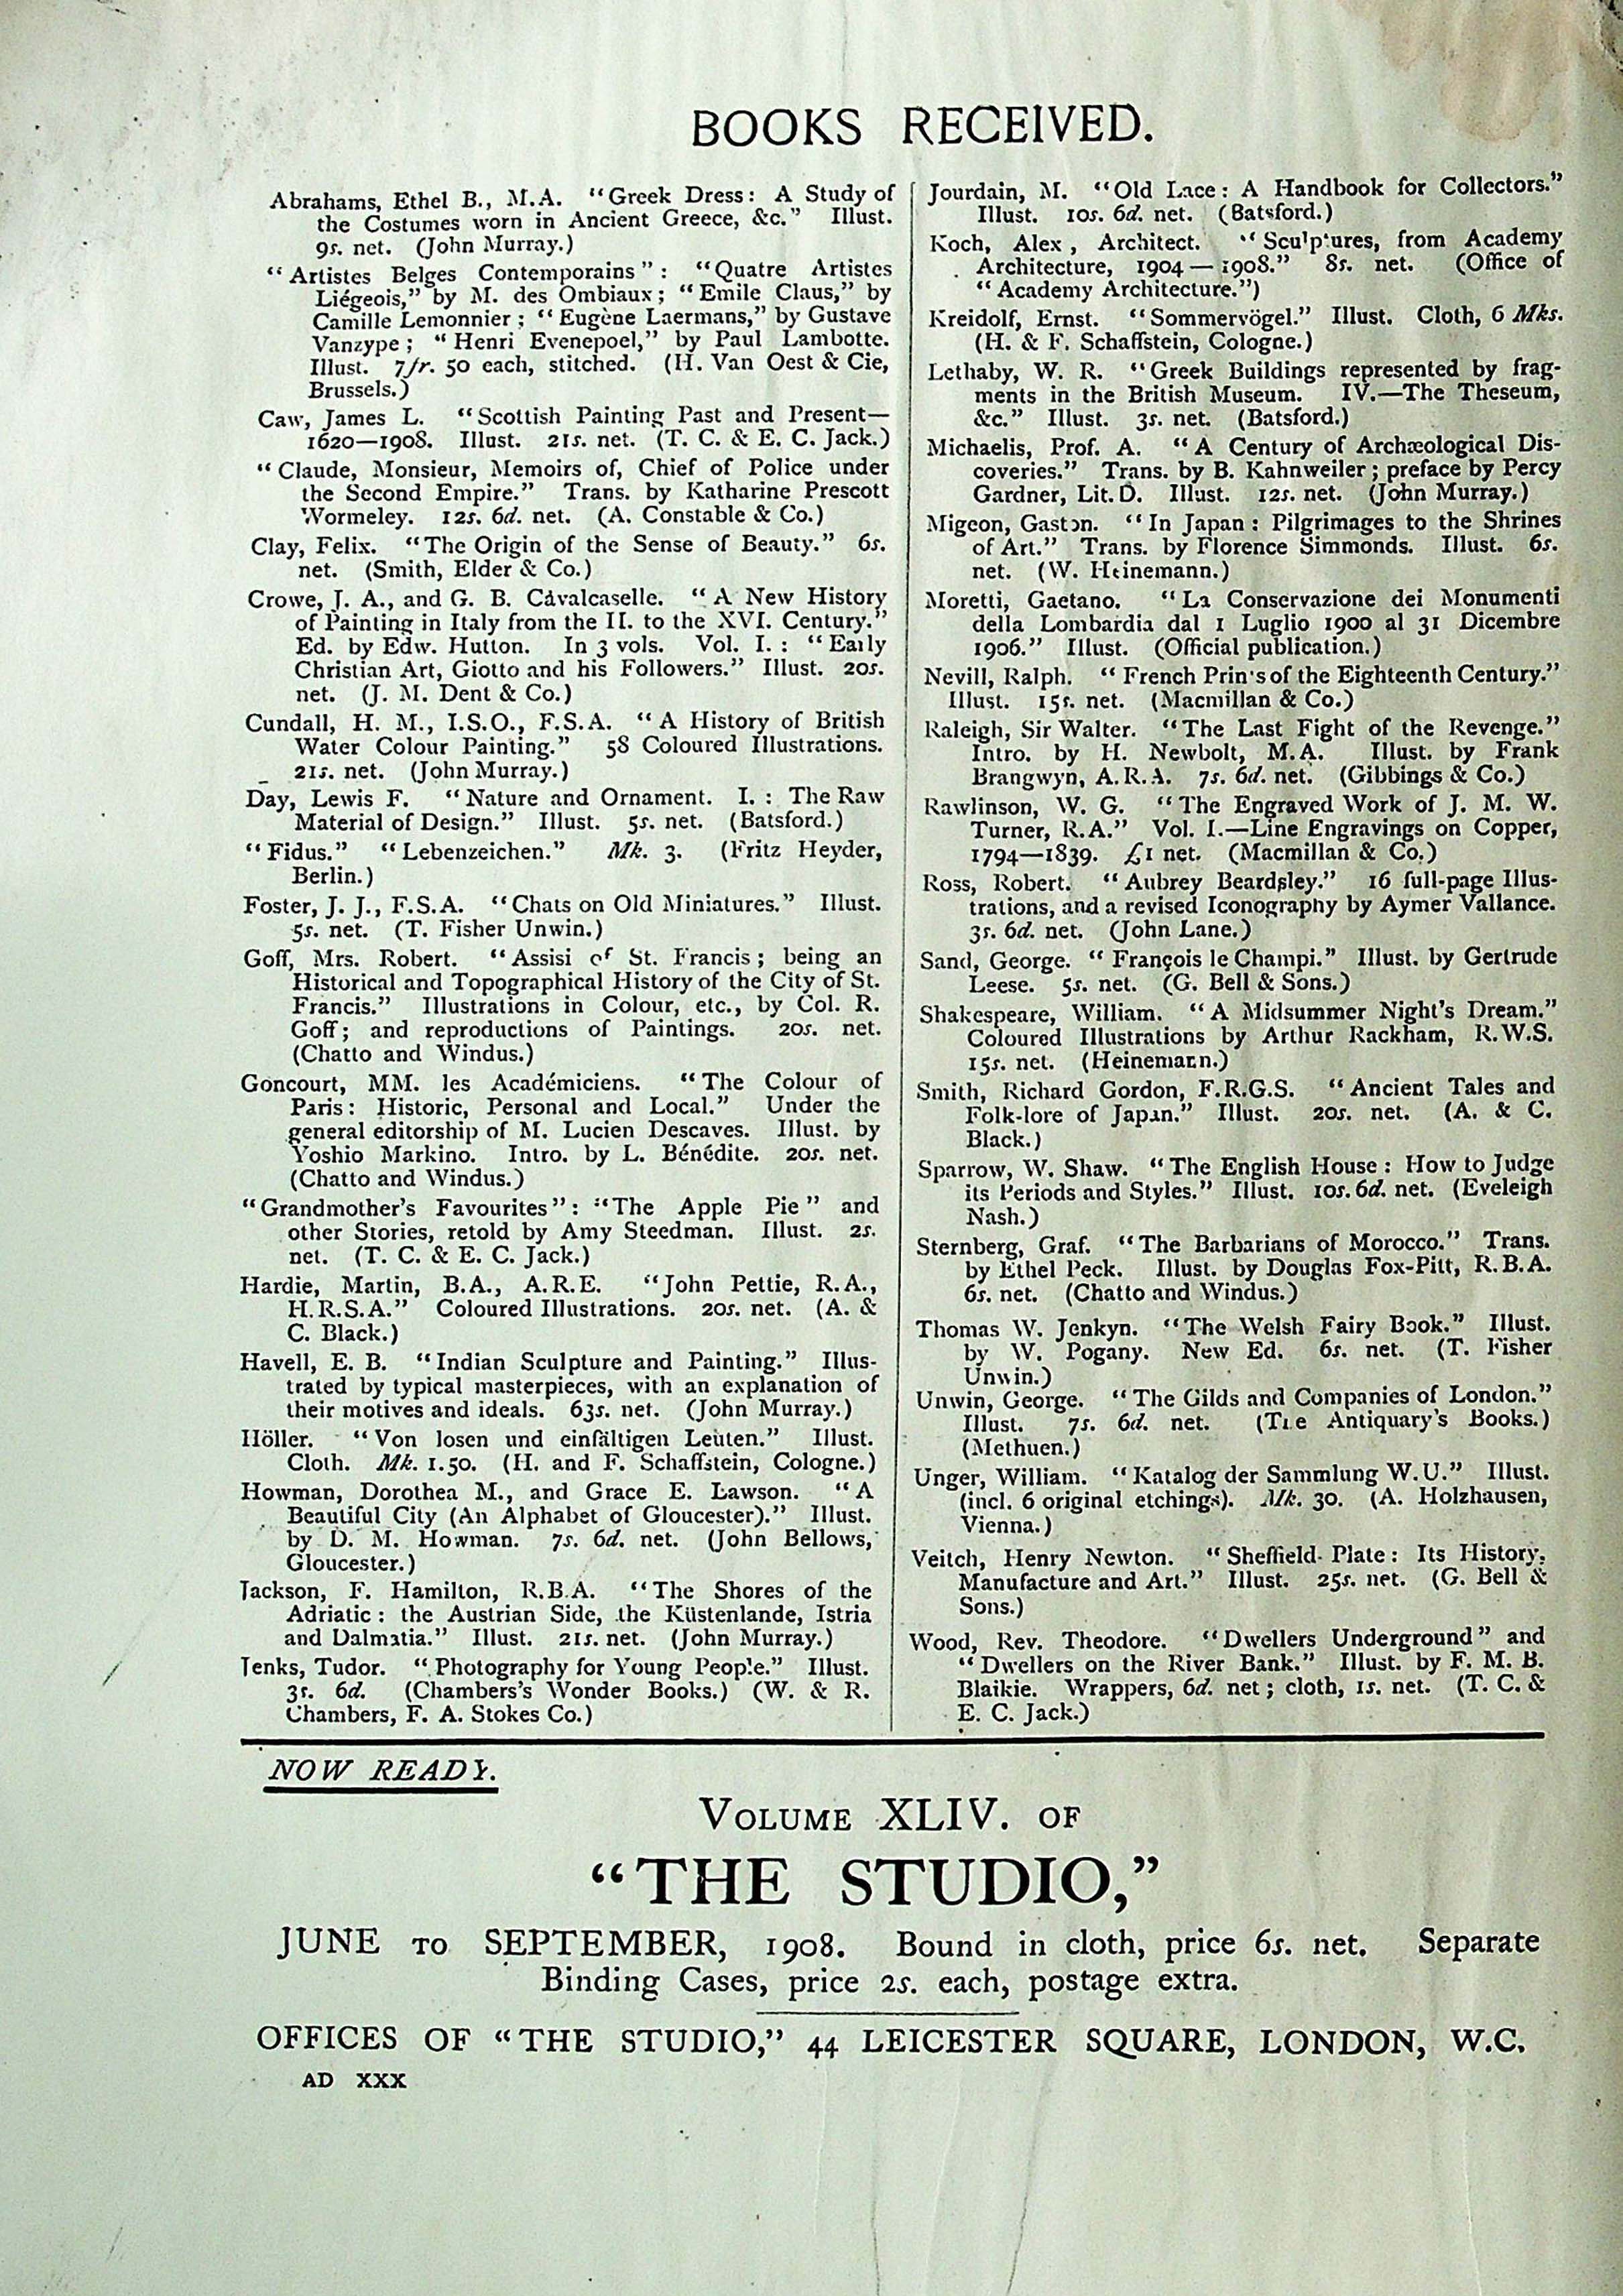 BOOKS RECEIVED.
Abrahams, Ethel B., M.A. "Greek Dress: A Study of
the Costumes worn in Ancient Greece, &c." Illust.
9s. net. (John Murray.)
"Artistes Belges Contemporains": "Quatre Artistes
Liégeois," by M. des Ombiaux; "Emile Claus," by
Camille Lemonnier; "Eugène Laermans," by Gustave
Vanzype; "Henri Evenepoel," by Paul Lambotte.
Illust. 7fr. 50 each, stitched. (H. Van Oest & Cie,
Brussels.)
Caw, James L. "Scottish Painting Past and Present—
1620—1908. Illust. 21s. net. (T. C. & E. C. Jack.)
"Claude, Monsieur, Memoirs of, Chief of Police under
the Second Empire." Trans. by Katharine Prescott
Wormeley. 12s. 6d. net. (A. Constable & Co.)
Clay, Felix. "The Origin of the Sense of Beauty." 6s.
net. (Smith, Elder & Co.)
Crowe, J. A., and G. B. Cavalcaselle. "A New History
of Painting in Italy from the II. to the XVI. Century."
Ed. by Edw. Hutton. In 3 vols. Vol. I.: "Early
Christian Art, Giotto and his Followers." Illust. 20s.
net. (J. M. Dent & Co.)
Cundall, H. M., I.S.O., F.S.A. "A History of British
Water Colour Painting." 58 Coloured Illustrations.
21s. net. (John Murray.)
Day, Lewis F. "Nature and Ornament. I.: The Raw
Material of Design." Illust. 5s. net. (Batsford.)
"Fidus." "Lebenzeichen." Mk. 3. (Fritz Heyder,
Berlin.)
Foster, J. J., F.S.A. "Chats on Old Miniatures." Illust.
5s. net. (T. Fisher Unwin.)
Goff, Mrs. Robert. "Assisi of St. Francis; being an
Historical and Topographical History of the City of St.
Francis." Illustrations in Colour, etc., by Col. R.
Goff; and reproductions of Paintings. 20s. net.
(Chatto and Windus.)
Goncourt, MM. les Académiciens. "The Colour of
Paris: Historic, Personal and Local." Under the
general editorship of M. Lucien Descaves. Illust. by
Yoshio Markino. Intro. by L. Bénédite. 20s. net.
(Chatto and Windus.)
"Grandmother's Favourites": "The Apple Pie" and
other Stories, retold by Amy Steedman. Illust. 2s.
net. (T. C. & E. C. Jack.)
Hardie, Martin, B.A., A.R.E. "John Pettie, R.A.,
H.R.S.A." Coloured Illustrations. 20s. net. (A. &
C. Black.)
Havell, E. B. "Indian Sculpture and Painting." Illus-
trated by typical masterpieces, with an explanation of
their motives and ideals. 63s. net. (John Murray.)
Höller. "Von losen und einfältigen Leuten." Illust.
Cloth. Mk. 1.50. (H. and F. Schaffstein, Cologne.)
Howman, Dorothea M., and Grace E. Lawson. "A
Beautiful City (An Alphabet of Gloucester)." Illust.
by D. M. Howman. 7s. 6d. net. (John Bellows,
Gloucester.)
Jackson, F. Hamilton, R.B.A. "The Shores of the
Adriatic: the Austrian Side, the Küstenlande, Istria
and Dalmatia." Illust. 21s. net. (John Murray.)
Jenks, Tudor. "Photography for Young People." Illust.
3s. 6d. (Chambers's Wonder Books.) (W. & R.
Chambers, F. A. Stokes Co.)
Jourdain, M. "Old Lace: A Handbook for Collectors."
Illust. 10s. 6d. net. (Batsford.)
Koch, Alex, Architect. "Sculptures, from Academy
Architecture, 1904—1908." 8s. net. (Office of
"Academy Architecture.")
Kreidolf, Ernst. "Sommervögel." Illust. Cloth, 6 Mks.
(H. & F. Schaffstein, Cologne.)
Lethaby, W. R. "Greek Buildings represented by frag-
ments in the British Museum. IV.—The Theseum,
&c." Illust. 3s. net. (Batsford.)
Michaelis, Prof. A. "A Century of Archæological Dis-
coveries." Trans. by B. Kahnweiler; preface by Percy
Gardner, Lit. D. Illust. 12s. net. (John Murray.)
Migeon, Gaston. "In Japan: Pilgrimages to the Shrines
of Art." Trans. by Florence Simmonds. Illust. 6s.
net. (W. Heinemann.)
Moretti, Gaetano. "La Conservazione dei Monumenti
della Lombardia dal 1 Luglio 1900 al 31 Dicembre
1906." Illust. (Official publication.)
Nevill, Ralph. "French Prints of the Eighteenth Century."
Illust. 15s. net. (Macmillan & Co.)
Raleigh, Sir Walter. "The Last Fight of the Revenge."
Intro. by H. Newbolt, M.A. Illust. by Frank
Brangwyn, A.R.A. 7s. 6d. net. (Gibbings & Co.)
Rawlinson, W. G. "The Engraved Work of J. M. W.
Turner, R.A." Vol. I.—Line Engravings on Copper,
1794—1839. £1 net. (Macmillan & Co.)
Ross, Robert. "Aubrey Beardsley." 16 full-page Illus-
trations, and a revised Iconography by Aymer Vallance.
3s. 6d. net. (John Lane.)
Sand, George. "François le Champi." Illust. by Gertrude
Leese. 5s. net. (G. Bell & Sons.)
Shakespeare, William. "A Midsummer Night's Dream."
Coloured Illustrations by Arthur Rackham, R.W.S.
15s. net. (Heinemann.)
Smith, Richard Gordon, F.R.G.S. "Ancient Tales and
Folk-lore of Japan." Illust. 20s. net. (A. & C.
Black.)
Sparrow, W. Shaw. "The English House: How to Judge
its Periods and Styles." Illust. 10s. 6d. net. (Eveleigh
Nash.)
Sternberg, Graf. "The Barbarians of Morocco." Trans.
by Ethel Peck. Illust. by Douglas Fox-Pitt, R.B.A.
6s. net. (Chatto and Windus.)
Thomas W. Jenkyn. "The Welsh Fairy Book." Illust.
by W. Pogany. New Ed. 6s. net. (T. Fisher
Unwin.)
Unwin, George. "The Gilds and Companies of London."
Illust. 7s. 6d. net. (The Antiquary's Books.)
(Methuen.)
Unger, William. "Katalog der Sammlung W.U." Illust.
(incl. 6 original etchings). Mk. 30. (A. Holzhausen,
Vienna.)
Veitch, Henry Newton. "Sheffield Plate: Its History,
Manufacture and Art." Illust. 25s. net. (G. Bell &
Sons.)
Wood, Rev. Theodore. "Dwellers Underground" and
"Dwellers on the River Bank." Illust. by F. M. B.
Blaikie. Wrappers, 6d. net; cloth, 1s. net. (T. C. &
E. C. Jack.)
NOW READY.
VOLUME XLIV. OF
"THE STUDIO,"
JUNE TO SEPTEMBER, 1908. Bound in cloth, price 6s. net. Separate
Binding Cases, price 2s. each, postage extra.
OFFICES OF "THE STUDIO," 44 LEICESTER SQUARE, LONDON, W.C.
AD XXX